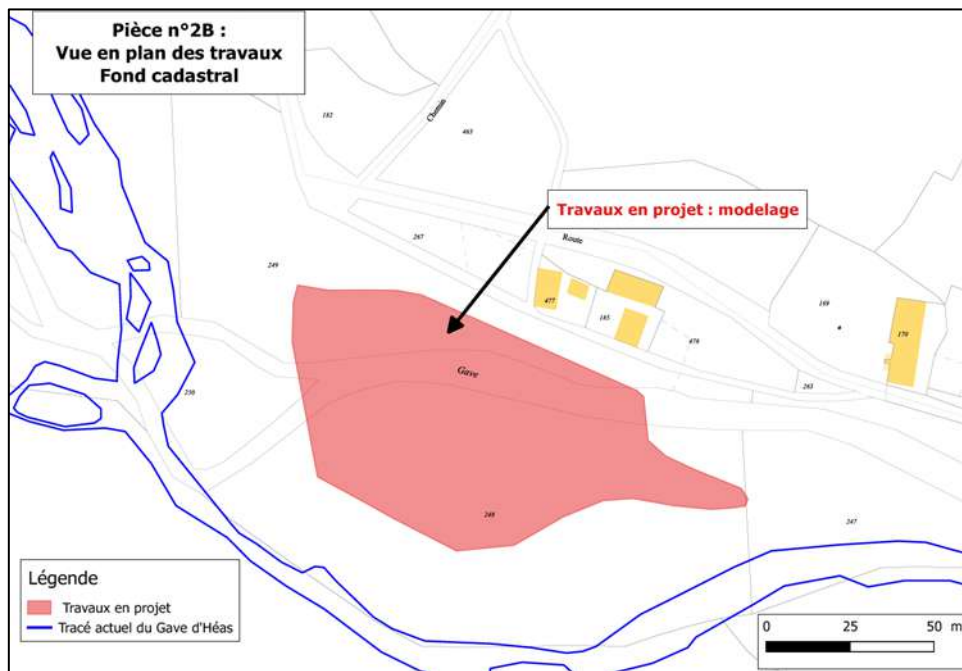 Pièce n°2B :
Vue en plan des travaux
Fond cadastral
182
Chemin
463
Travaux en projet : modelage
267
Route
249
477
185
169
476
170
265
Gave
250
248
247
Légende
Travaux en projet
Tracé actuel du Gave d'Héas
0 25 50 m